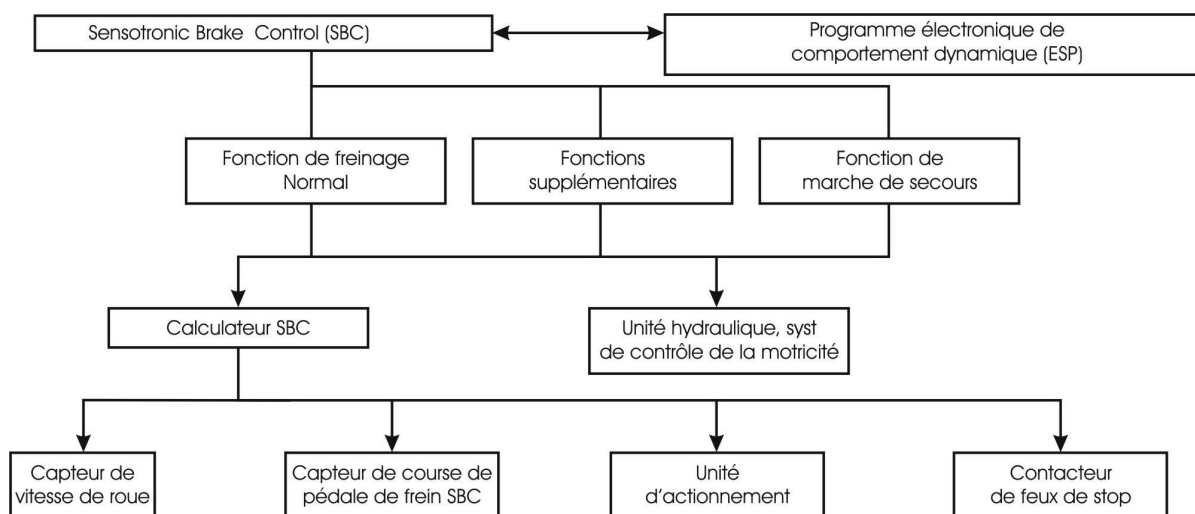 Sensotronic Brake Control (SBC)
Programme électronique de
comportement dynamique (ESP)
Fonction de freinage
Normal
Fonctions
supplémentaires
Fonction de
marche de secours
Calculateur SBC
Unité hydraulique, syst
de contrôle de la motricité
Capteur de
vitesse de roue
Capteur de course de
pédale de frein SBC
Unité
d'actionnement
Contacteur
de feux de stop